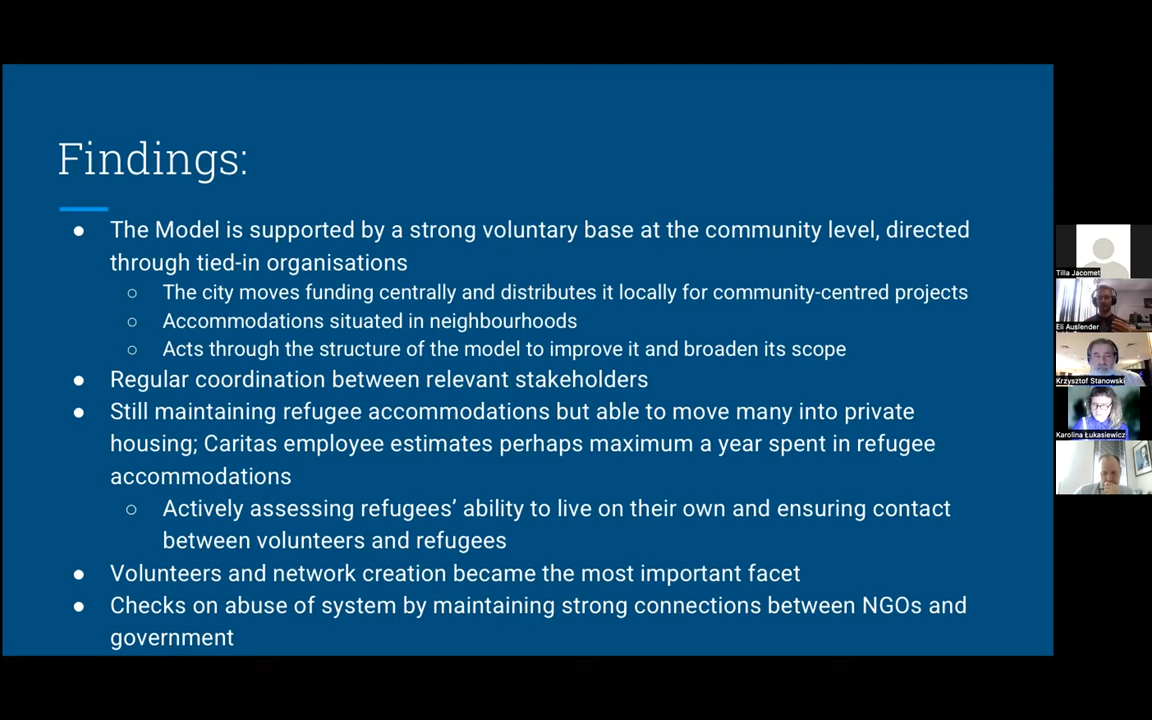 Findings:
The Model is supported by a strong voluntary base at the community level, directed
through tied-in organisations
The city moves funding centrally and distributes it locally for community-centred projects
Accommodations situated in neighbourhoods
Acts through the structure of the model to improve it and broaden its scope
Regular coordination between relevant stakeholders
Still maintaining refugee accommodations but able to move many into private
housing; Caritas employee estimates perhaps maximum a year spent in refugee
accommodations
Actively assessing refugees’ ability to live on their own and ensuring contact
between volunteers and refugees
Volunteers and network creation became the most important facet
Checks on abuse of system by maintaining strong connections between NGOs and
government
Tilla Jacomet
Eli Auslender
Krzysztof Stanowski
Karolina Łukasiewicz